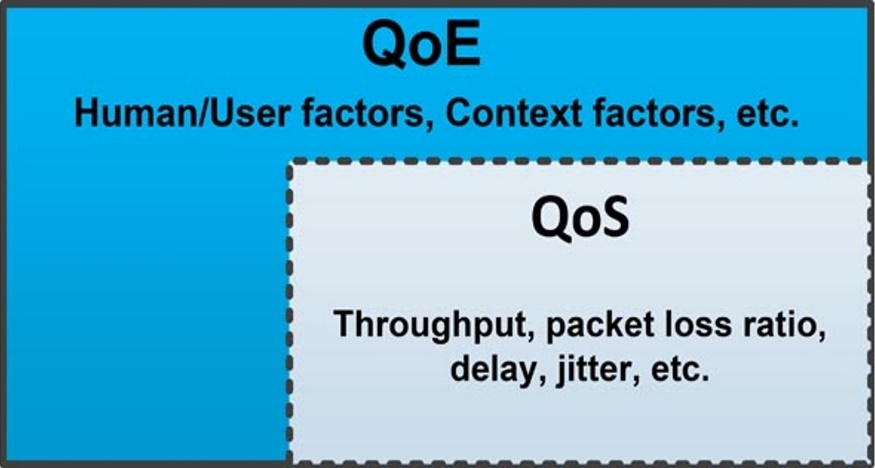 QoE
Human/User factors, Context factors, etc.
QoS
Throughput, packet loss ratio,
delay, jitter, etc.